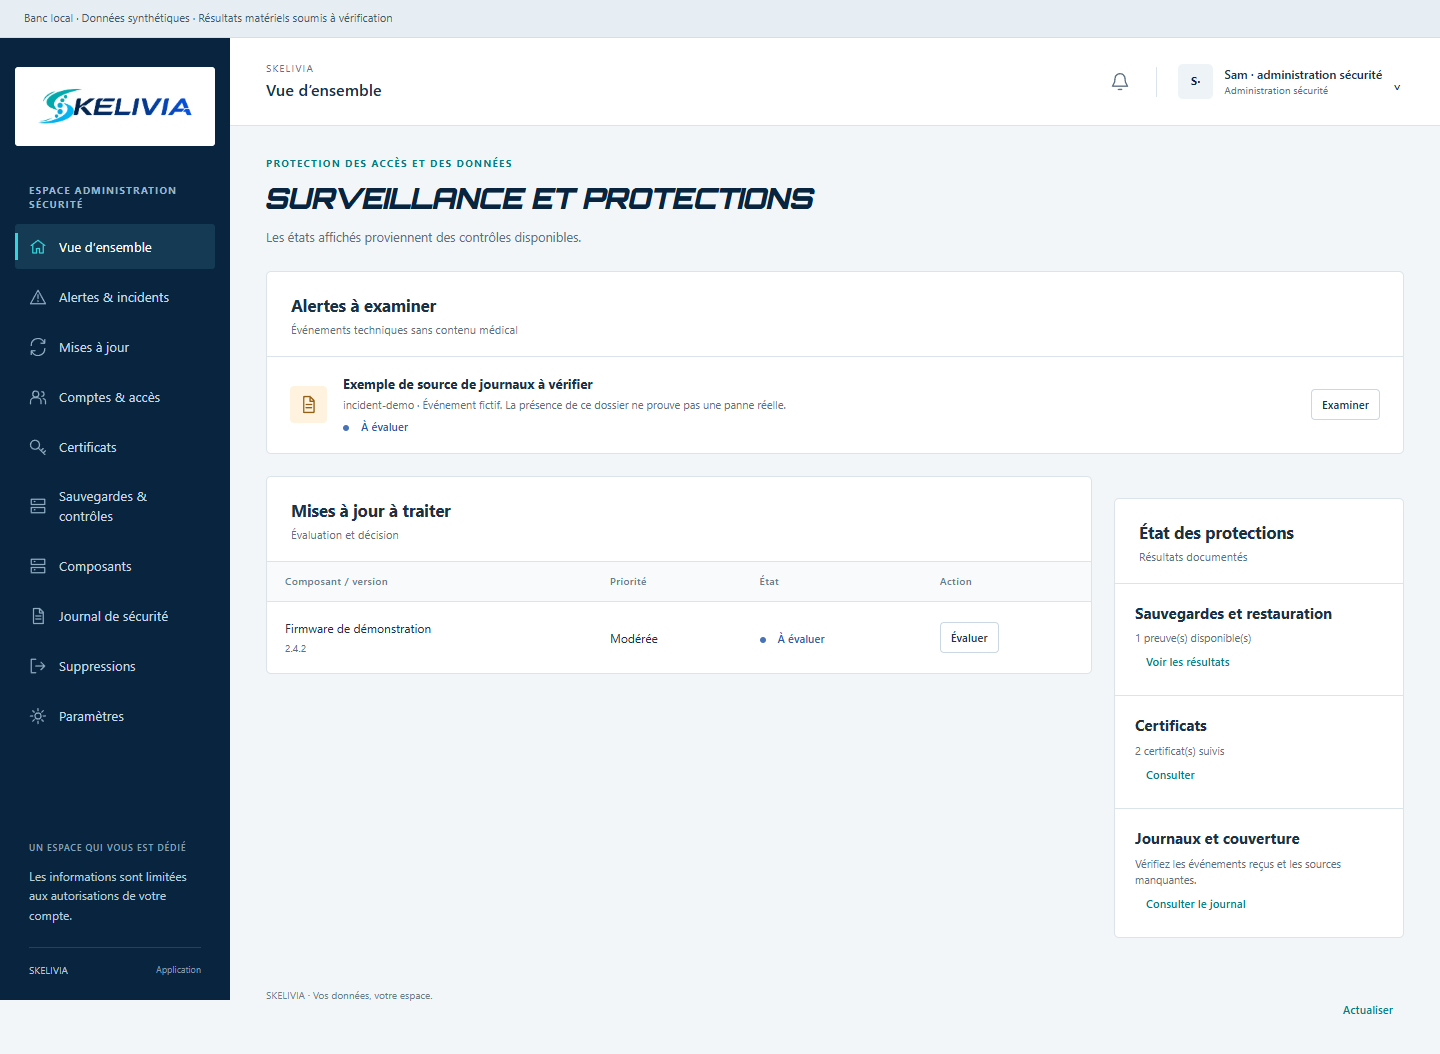 Banc local · Données synthétiques · Résultats matériels soumis à vérification
SKELIVIA
ESPACE ADMINISTRATION
SÉCURITÉ
Vue d’ensemble
Alertes & incidents
Mises à jour
Comptes & accès
Certificats
Sauvegardes &
contrôles
Composants
Journal de sécurité
Suppressions
Paramètres
UN ESPACE QUI VOUS EST DÉDIÉ
Les informations sont limitées
aux autorisations de votre
compte.
SKELIVIA
Application
SKELIVIA
Vue d’ensemble
S·
Sam · administration sécurité
Administration sécurité
PROTECTION DES ACCÈS ET DES DONNÉES
SURVEILLANCE ET PROTECTIONS
Les états affichés proviennent des contrôles disponibles.
Alertes à examiner
Événements techniques sans contenu médical
Exemple de source de journaux à vérifier
incident-demo · Événement fictif. La présence de ce dossier ne prouve pas une panne réelle.
À évaluer
Examiner
Mises à jour à traiter
Évaluation et décision
Composant / version Priorité État Action
Firmware de démonstration
2.4.2
Modérée
À évaluer
Évaluer
État des protections
Résultats documentés
Sauvegardes et restauration
1 preuve(s) disponible(s)
Voir les résultats
Certificats
2 certificat(s) suivis
Consulter
Journaux et couverture
Vérifiez les événements reçus et les sources
manquantes.
Consulter le journal
SKELIVIA · Vos données, votre espace.
Actualiser